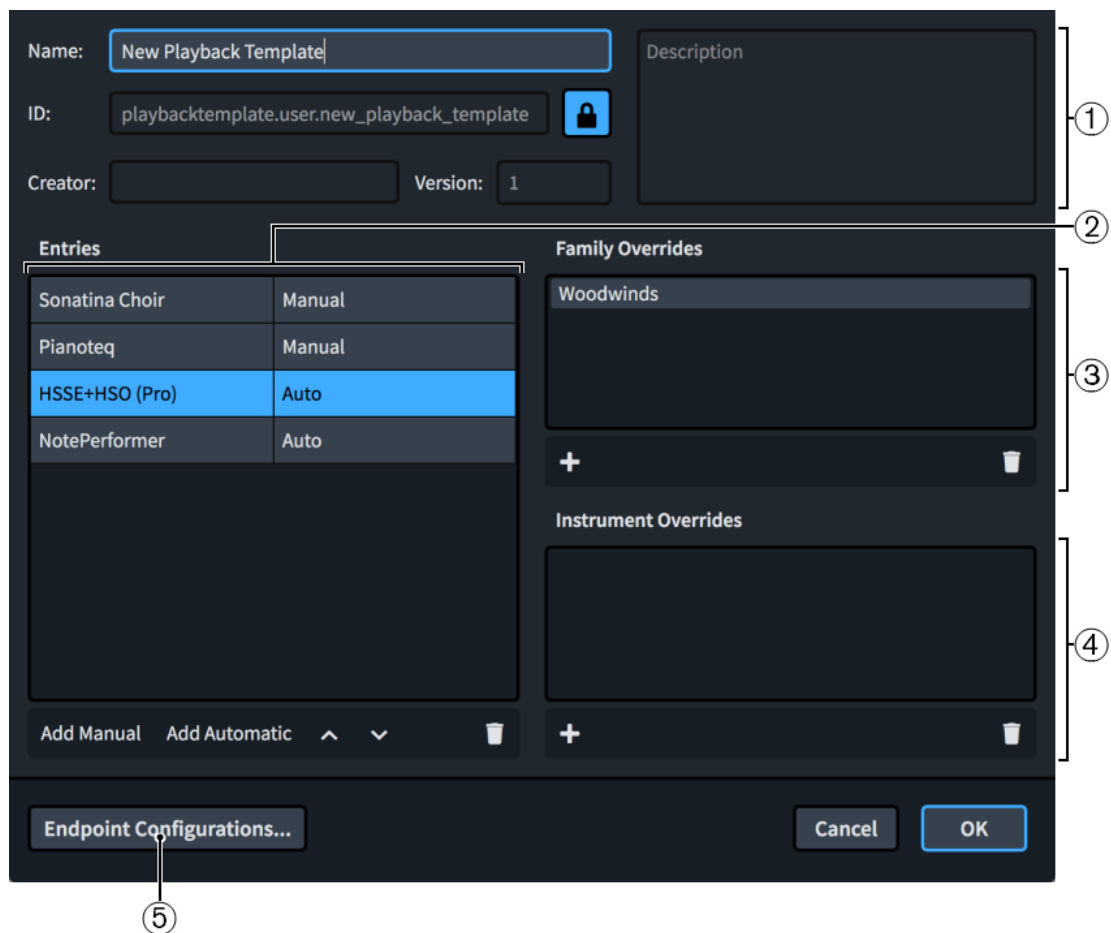 Name: New Playback Template
Description
ID: playbacktemplate.user.new_playback_template
①
Creator: Version: 1
②
Entries
Family Overrides
Sonatina Choir Manual
Pianoteq Manual
HSSE+HSO (Pro) Auto
NotePerformer Auto
Woodwinds
③
Instrument Overrides
④
Add Manual Add Automatic
Endpoint Configurations...
Cancel OK
⑤